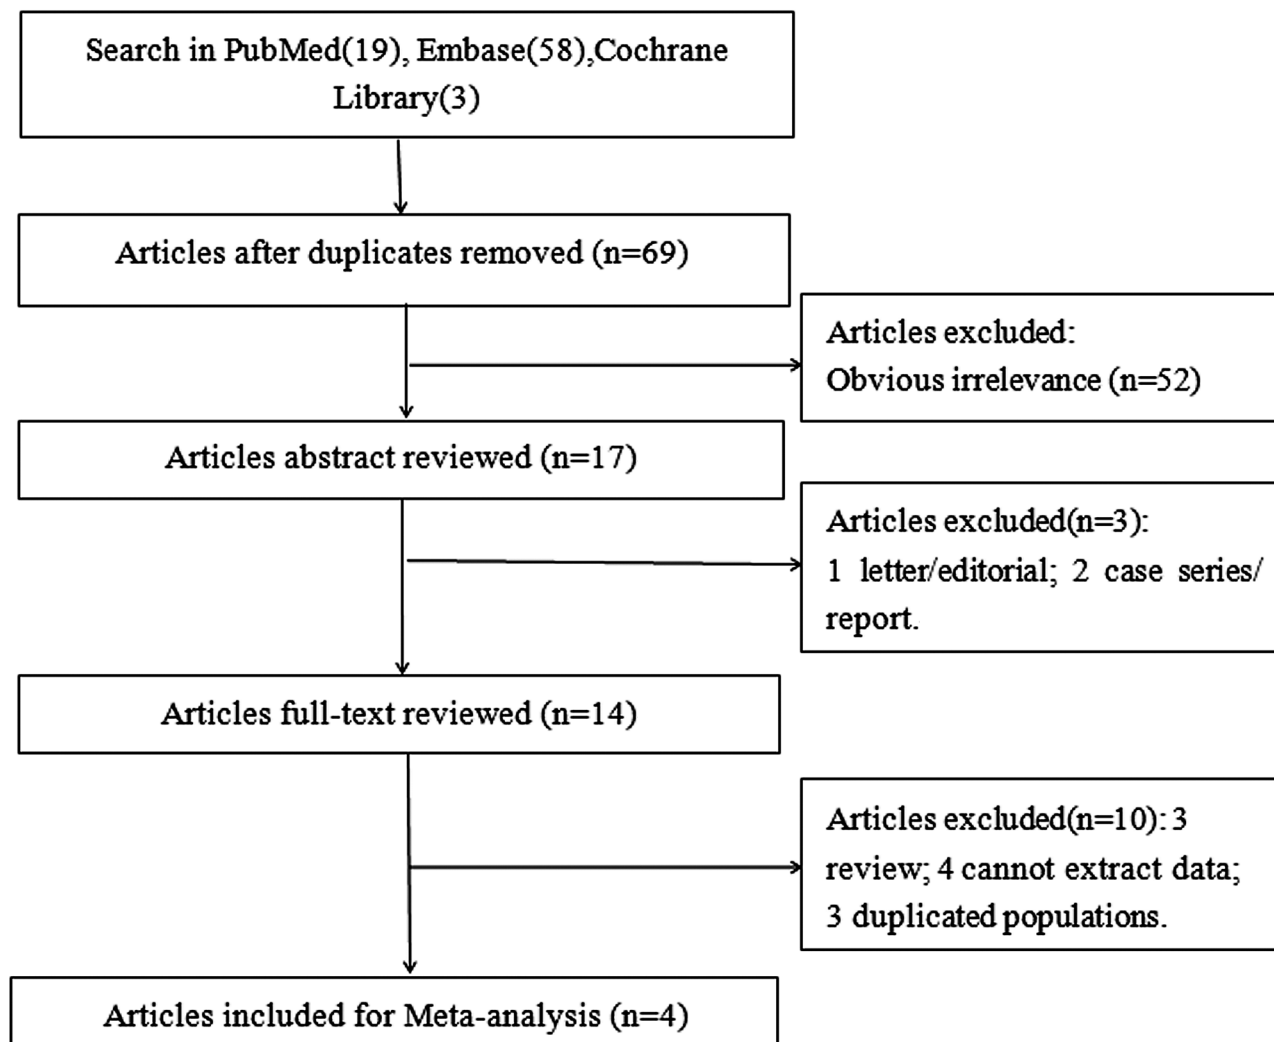 Search in PubMed(19), Embase(58),Cochrane
Library(3)
Articles after duplicates removed (n=69)
Articles excluded:
Obvious irrelevance (n=52)
Articles abstract reviewed (n=17)
Articles excluded(n=3):
1 letter/editorial; 2 case series/
report.
Articles full-text reviewed (n=14)
Articles excluded(n=10): 3
review; 4 cannot extract data;
3 duplicated populations.
Articles included for Meta-analysis (n=4)